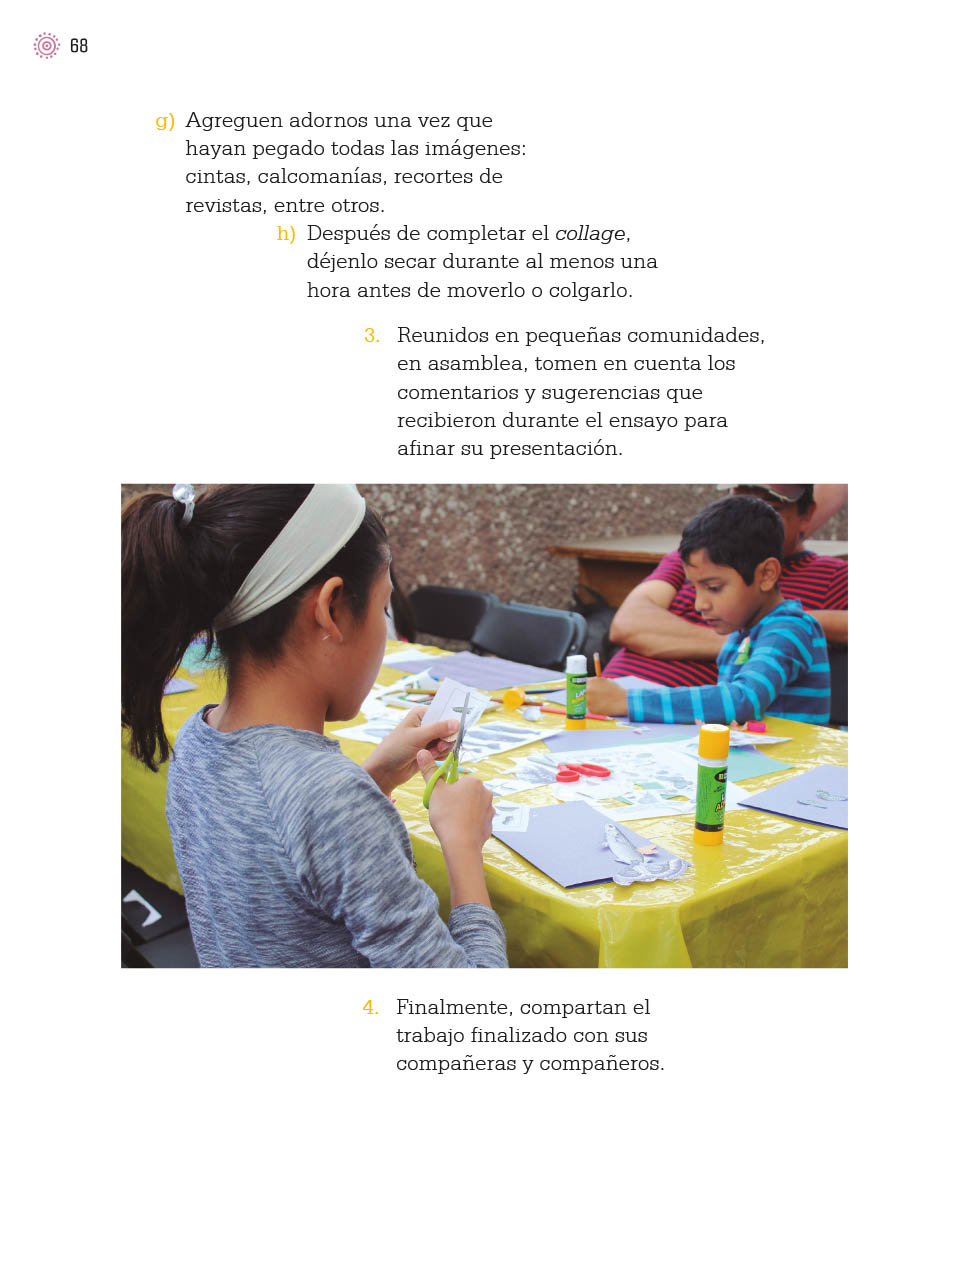 68
g) Agreguen adornos una vez que
hayan pegado todas las imágenes:
cintas, calcomanías, recortes de
revistas, entre otros.
h) Después de completar el collage,
déjenlo secar durante al menos una
hora antes de moverlo o colgarlo.
3. Reunidos en pequeñas comunidades,
en asamblea, tomen en cuenta los
comentarios y sugerencias que
recibieron durante el ensayo para
afinar su presentación.
4. Finalmente, compartan el
trabajo finalizado con sus
compañeras y compañeros.